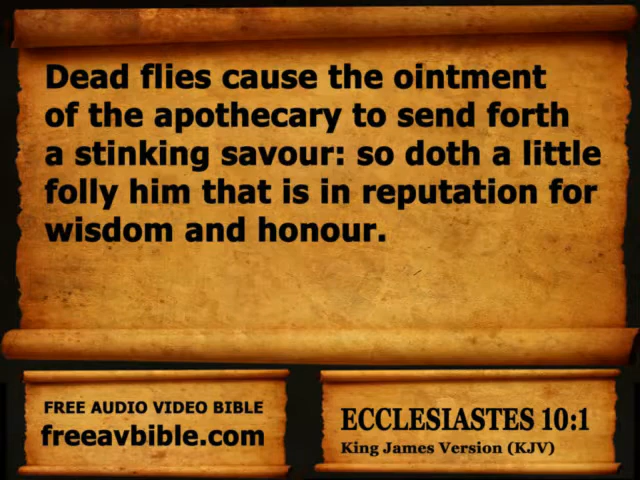 Dead flies cause the ointment
of the apothecary to send forth
a stinking savour: so doth a little
folly him that is in reputation for
wisdom and honour.
FREE AUDIO VIDEO BIBLE
freeavbible.com
ECCLESIASTES 10:1
King James Version (KJV)